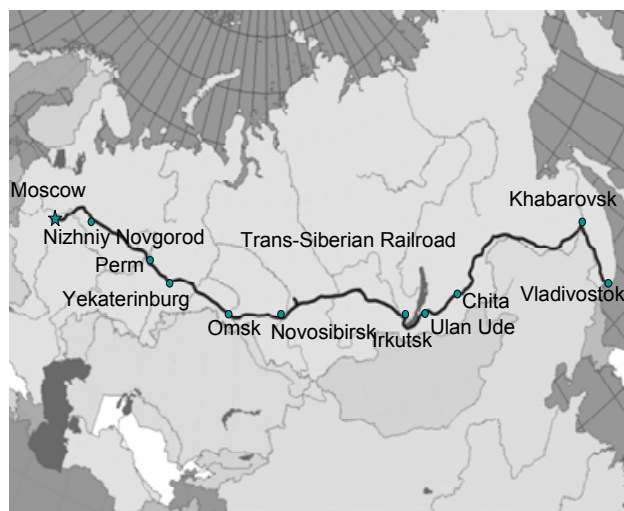 Moscow
Khabarovsk
Nizhniy Novgorod
Trans-Siberian Railroad
Perm
Yekaterinburg
Chita
Vladivostok
Omsk
Novosibirsk
Irkutsk
Ulan Ude